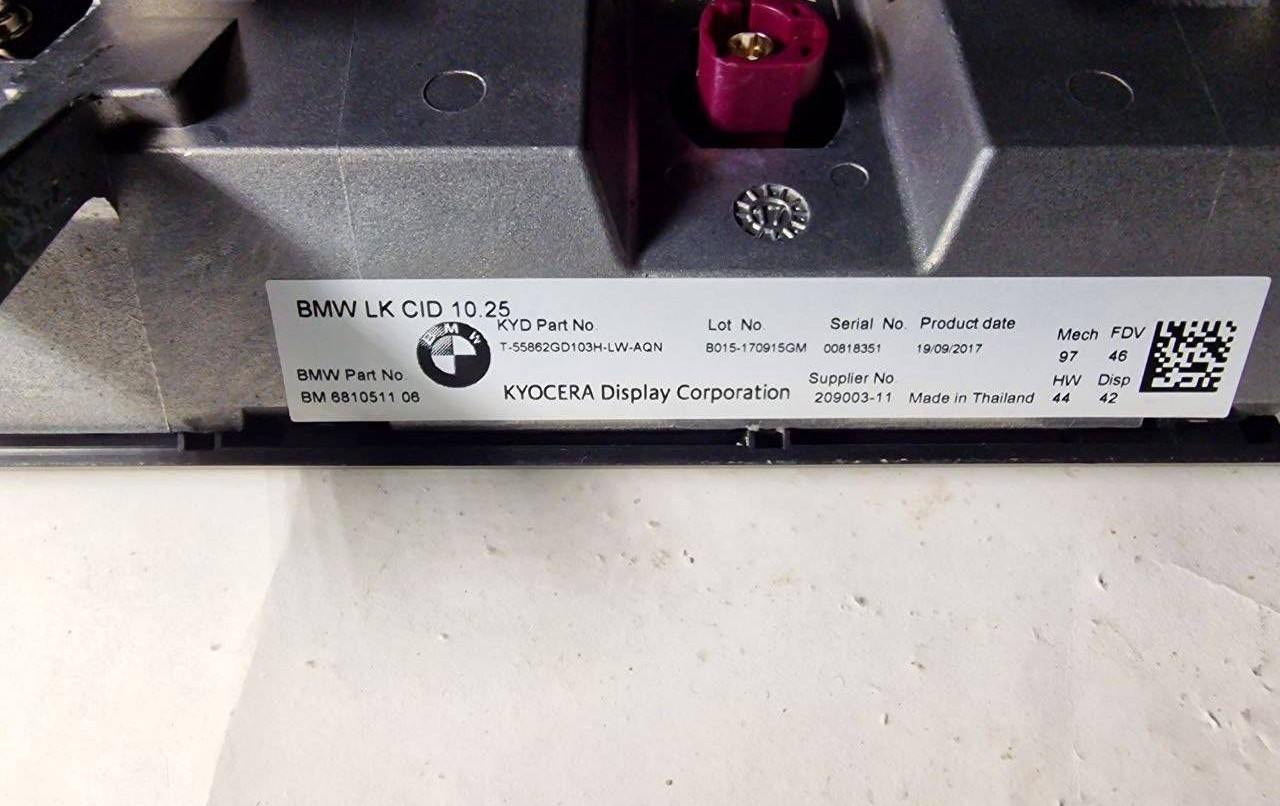 BMW LK CID 10.25
BMW
KYD Part No.
T-55862GD103H-LW-AQN
Lot No
B015-170915GM
Serial No.
00818351
Product date
19/09/2017
Mech FDV
97 46
BMW Part No.
BM 6810511 06
KYOCERA Display Corporation
Supplier No
209003-11
Made in Thailand
HW Disp
44 42
17